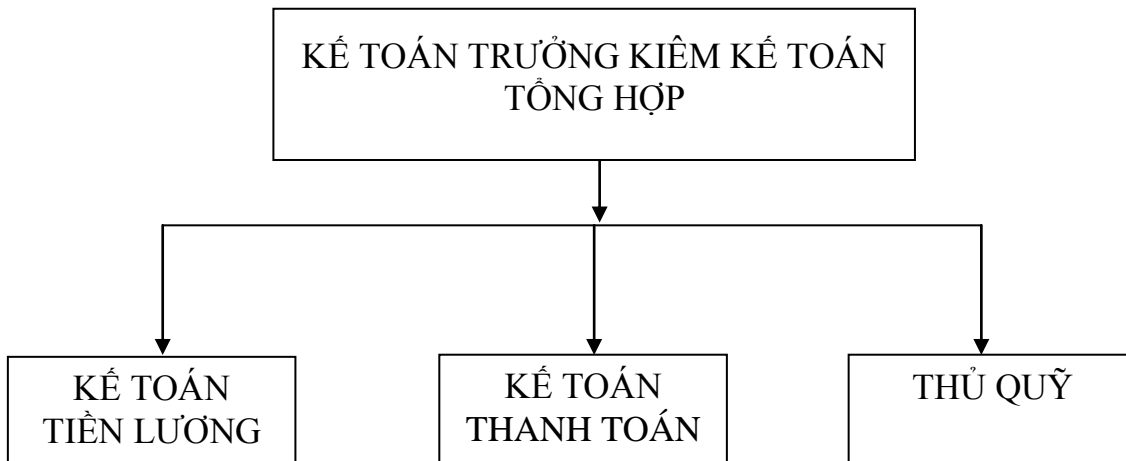 KẾ TOÁN TRƯỞNG KIÊM KẾ TOÁN
TỔNG HỢP
KẾ TOÁN
TIỀN LƯƠNG
KẾ TOÁN
THANH TOÁN
THỦ QUỸ